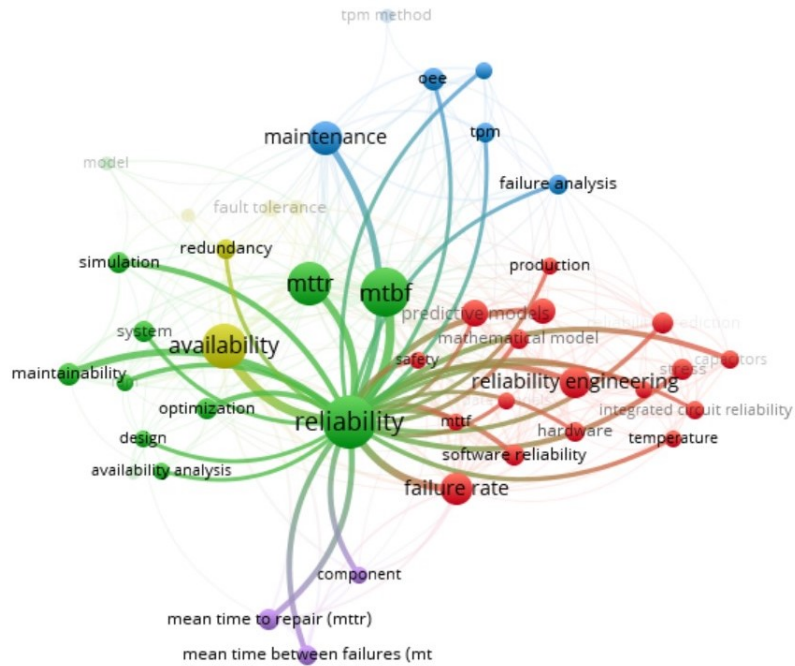 tpm method
oee
maintenance
tpm
model
failure analysis
fault tolerance
redundancy
simulation
production
mttr
mtbf
predictive models
system
mathematical model
availability
safety
capacitors
maintainability
stress
reliability engineering
optimization
integrated circuit reliability
reliability
mttf
hardware
design
software reliability
temperature
availability analysis
failure rate
component
mean time to repair (mttr)
mean time between failures (mt